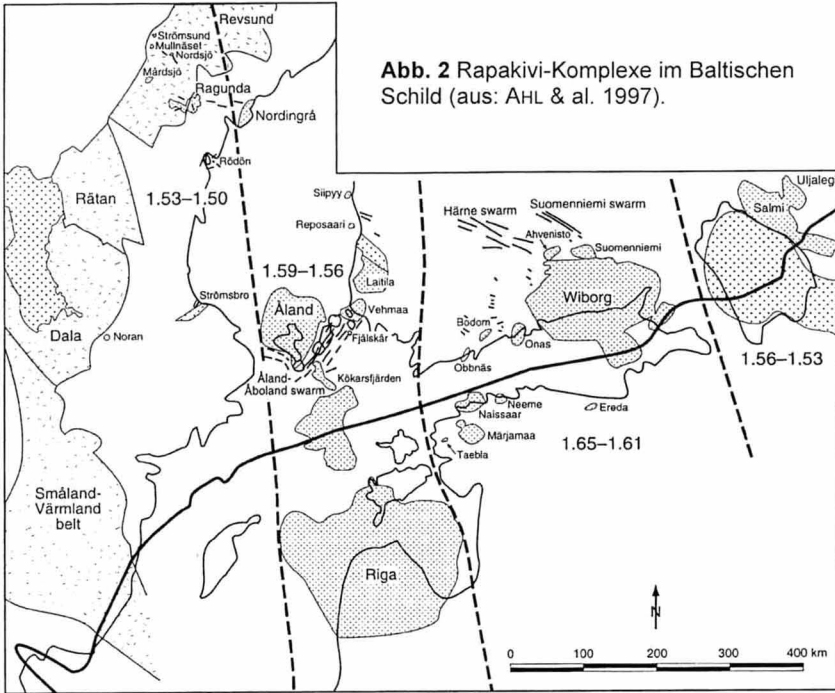 Abb. 2 Rapakivi-Komplexe im Baltischen
Schild (aus: AHL & al. 1997).
Revsund
Strömsund
Mullnäset
Nordsjö
Mårdsjö
Ragunda
Nordingrå
Rödön
Rätan
1.53–1.50
Siipyy
Reposaari
Härne swarm
Suomenniemi swarm
Ahvenisto
Suomenniemi
Uljaleg
Salmi
1.59–1.56
Laitila
Strömsbro
Åland
Vehmaa
Wiborg
Dala
Noran
Fjälskär
Bodom
Onas
Obbnäs
1.56–1.53
Åland-
Åboland swarm
Kökarsfjärden
Neeme
Naissaar
Ereda
Märjamaa
Taebla
1.65–1.61
Småland-
Värmland
belt
Riga
N
0 100 200 300 400 km